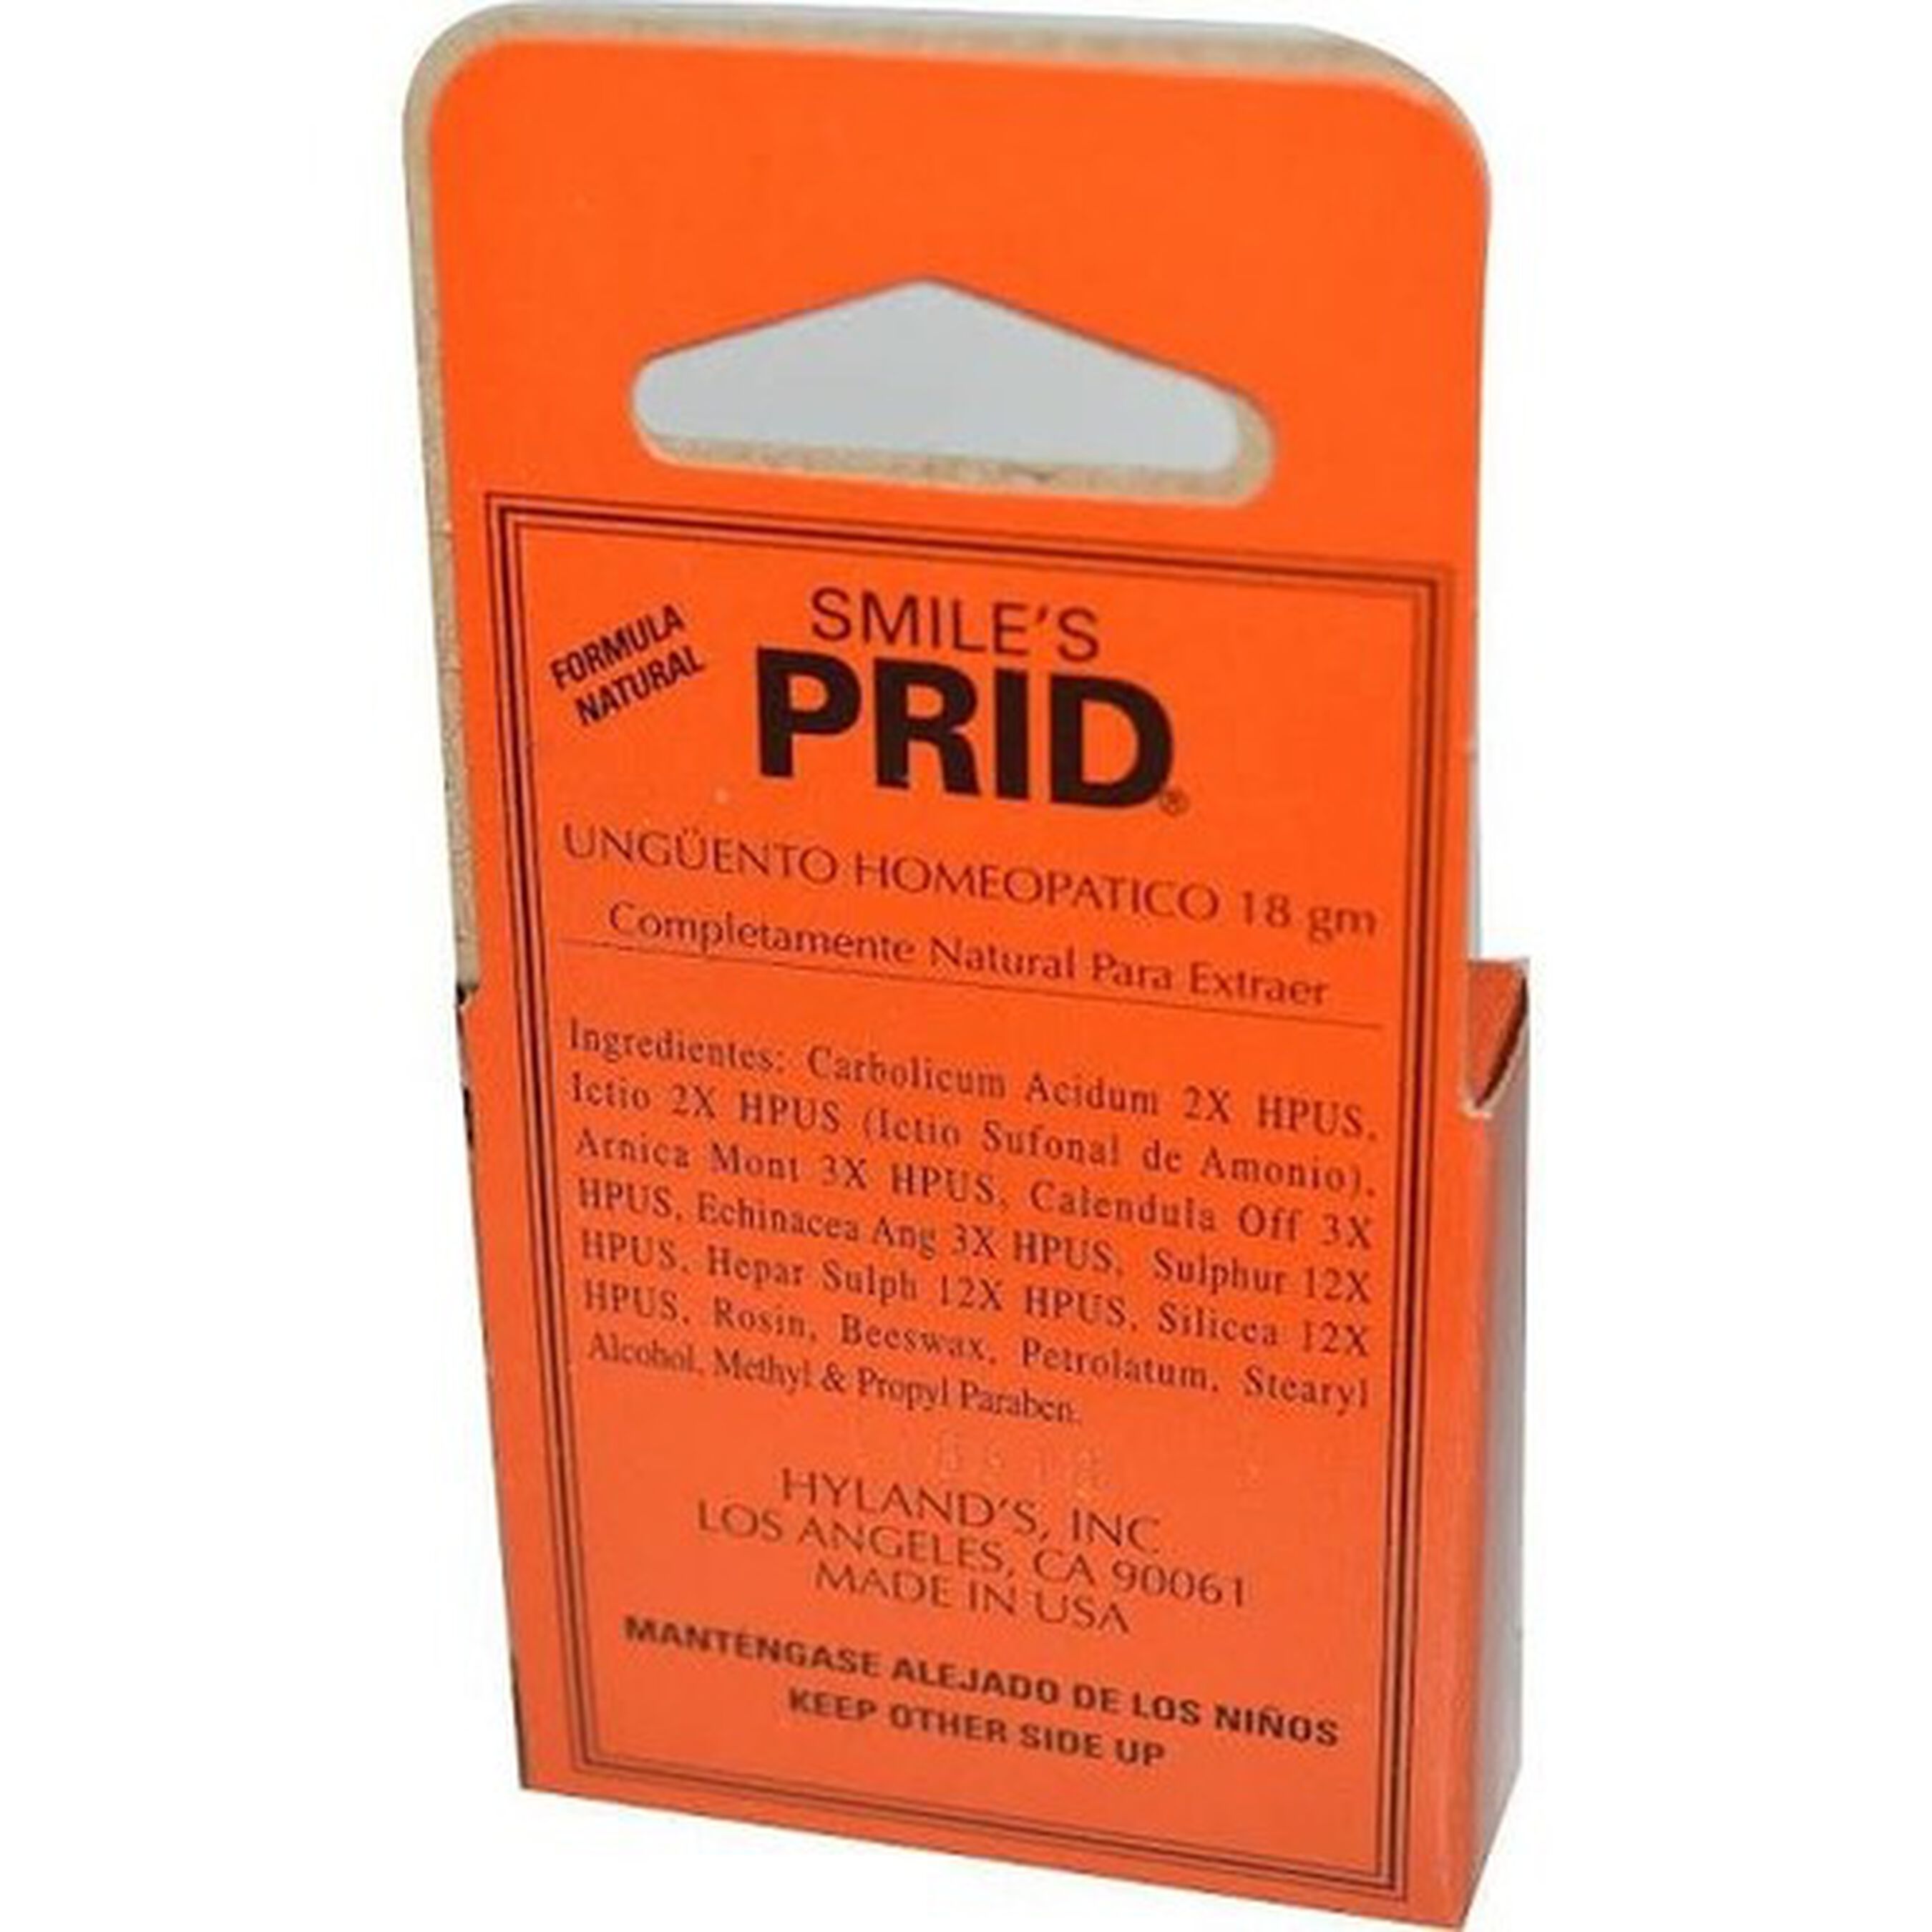 FORMULA
NATURAL
SMILE'S
PRID®
UNGÜENTO HOMEOPATICO 18 gm
Completamente Natural Para Extraer
Ingredientes: Carbolicum Acidum 2X HPUS,
Ictio 2X HPUS (Ictio Sufonal de Amonio),
Arnica Mont 3X HPUS, Calendula Off 3X
HPUS, Echinacea Ang 3X HPUS, Sulphur 12X
HPUS, Hepar Sulph 12X HPUS, Silicea 12X
HPUS, Rosin, Beeswax, Petrolatum, Stearyl
Alcohol, Methyl & Propyl Paraben.
HYLAND'S, INC
LOS ANGELES, CA 90061
MADE IN USA
MANTENGASE ALEJADO DE LOS NIÑOS
KEEP OTHER SIDE UP